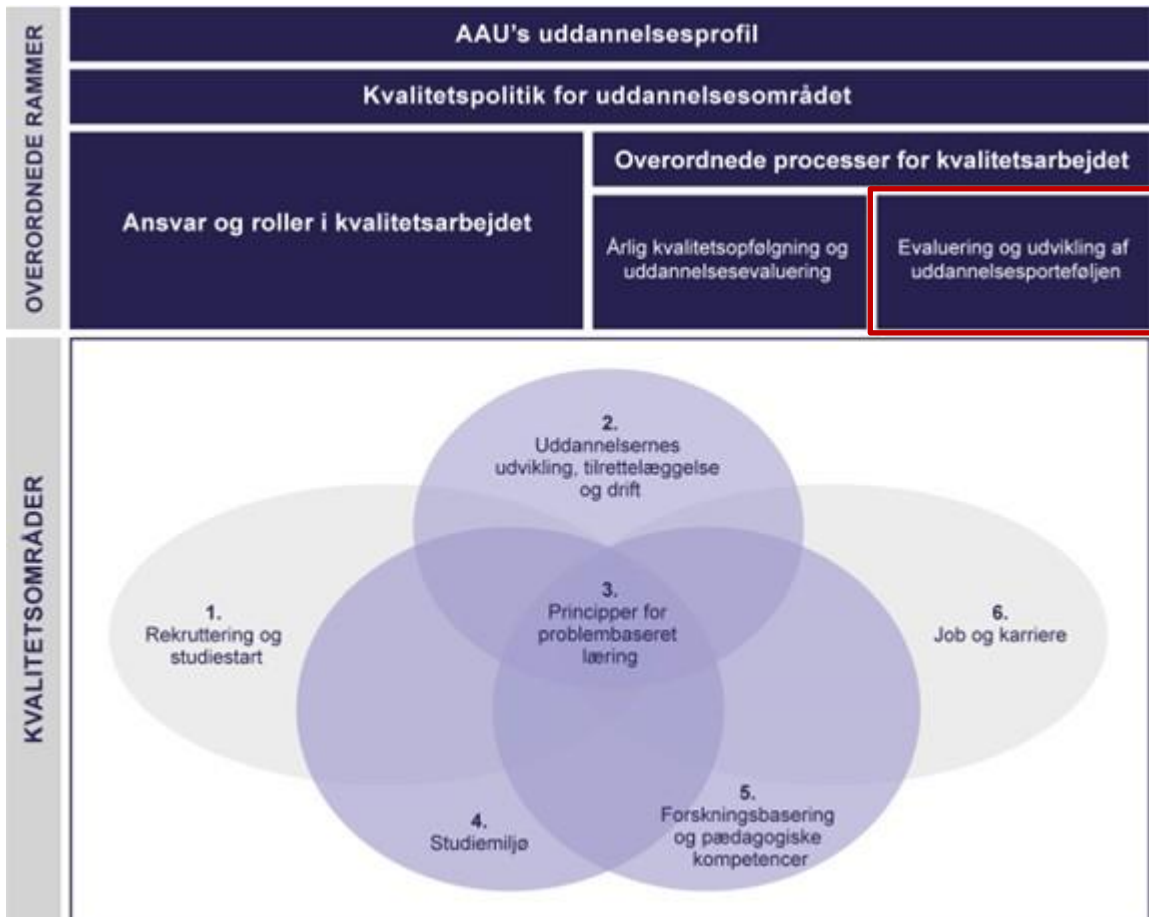 OVERORDNEDE RAMMER
AAU's uddannelsesprofil
Kvalitetspolitik for uddannelsesområdet
Ansvar og roller i kvalitetsarbejdet
Overordnede processer for kvalitetsarbejdet
Årlig kvalitetsopfølgning og
uddannelsesevaluering
Evaluering og udvikling af
uddannelsesporteføljen
KVALITETSOMRÅDER
1.
Rekruttering og
studiestart
2.
Uddannelsernes
udvikling, tilrettelæggelse
og drift
3.
Principper for
problembaseret
læring
4.
Studiemiljø
5.
Forskningsbasering
og pædagogiske
kompetencer
6.
Job og karriere